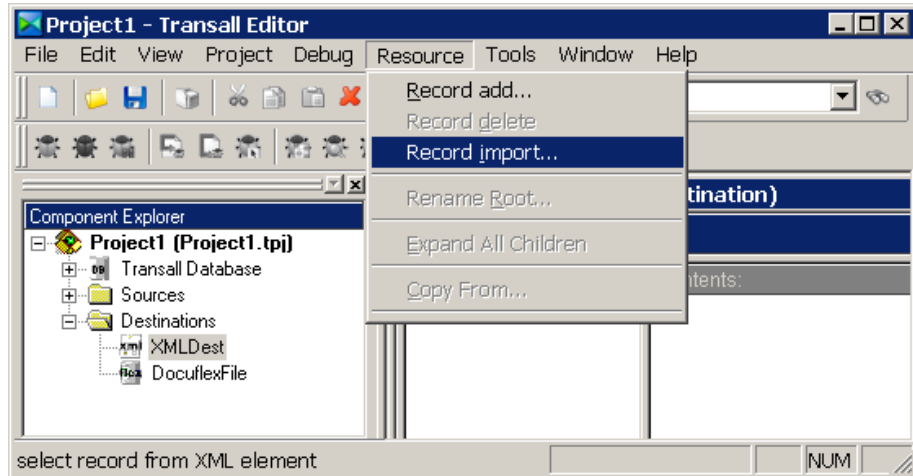 Project1 - Transall Editor
File Edit View Project Debug Resource Tools Window Help
Record add...
Record delete
Record import...
Rename Root...
Expand All Children
Copy From...
Component Explorer
Project1 (Project1.tpj)
Transall Database
Sources
Destinations
XMLDest
DocuflexFile
tination)
ntents:
select record from XML element
NUM